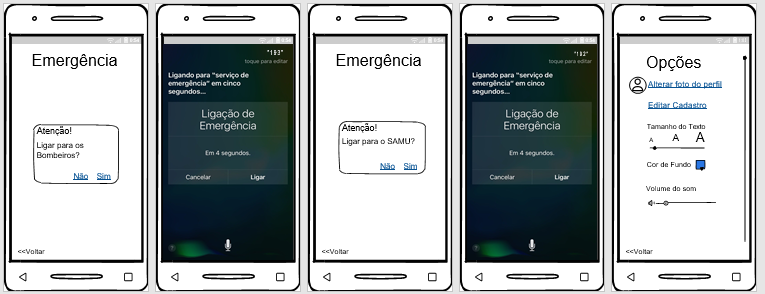 Emergência
Atenção!
Ligar para os
Bombeiros?
Não Sim
<<Voltar
"193"
toque para editar
Ligando para "serviço de
emergência" em cinco
segundos...
Ligação de
Emergência
Em 4 segundos.
Cancelar Ligar
Emergência
Atenção!
Ligar para o SAMU?
Não Sim
<<Voltar
"192"
toque para editar
Ligando para "serviço de
emergência" em cinco
segundos...
Ligação de
Emergência
Em 4 segundos.
Cancelar Ligar
Opções
Alterar foto do perfil
Editar Cadastro
Tamanho do Texto
A A A
Cor de Fundo
Volume do som
<<Voltar